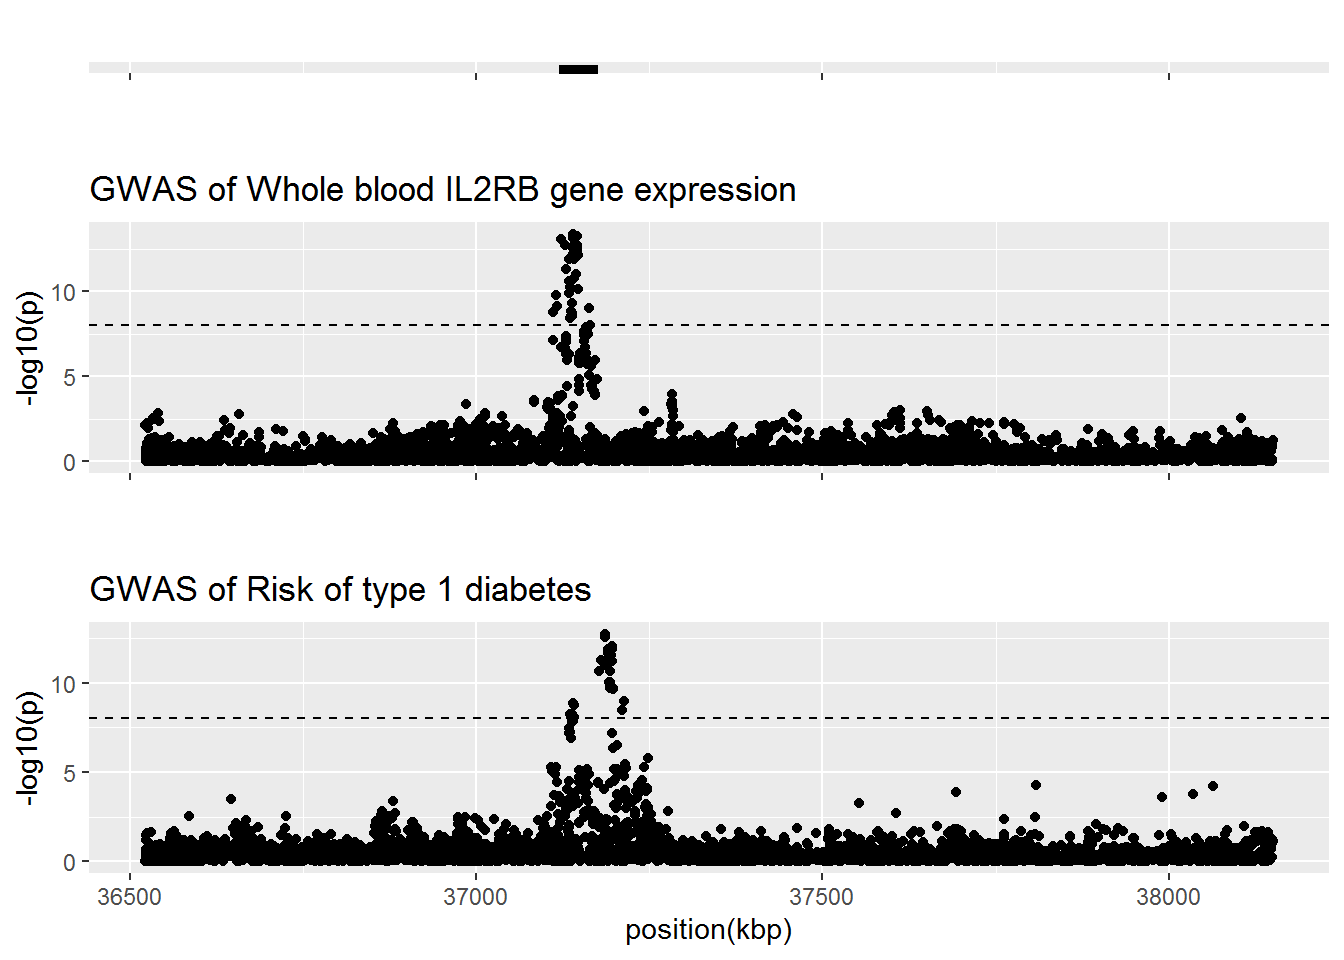 GWAS of Whole blood IL2RB gene expression
-log10(p)
10
5
0
GWAS of Risk of type 1 diabetes
-log10(p)
10
5
0
36500 37000 37500 38000
position(kbp)